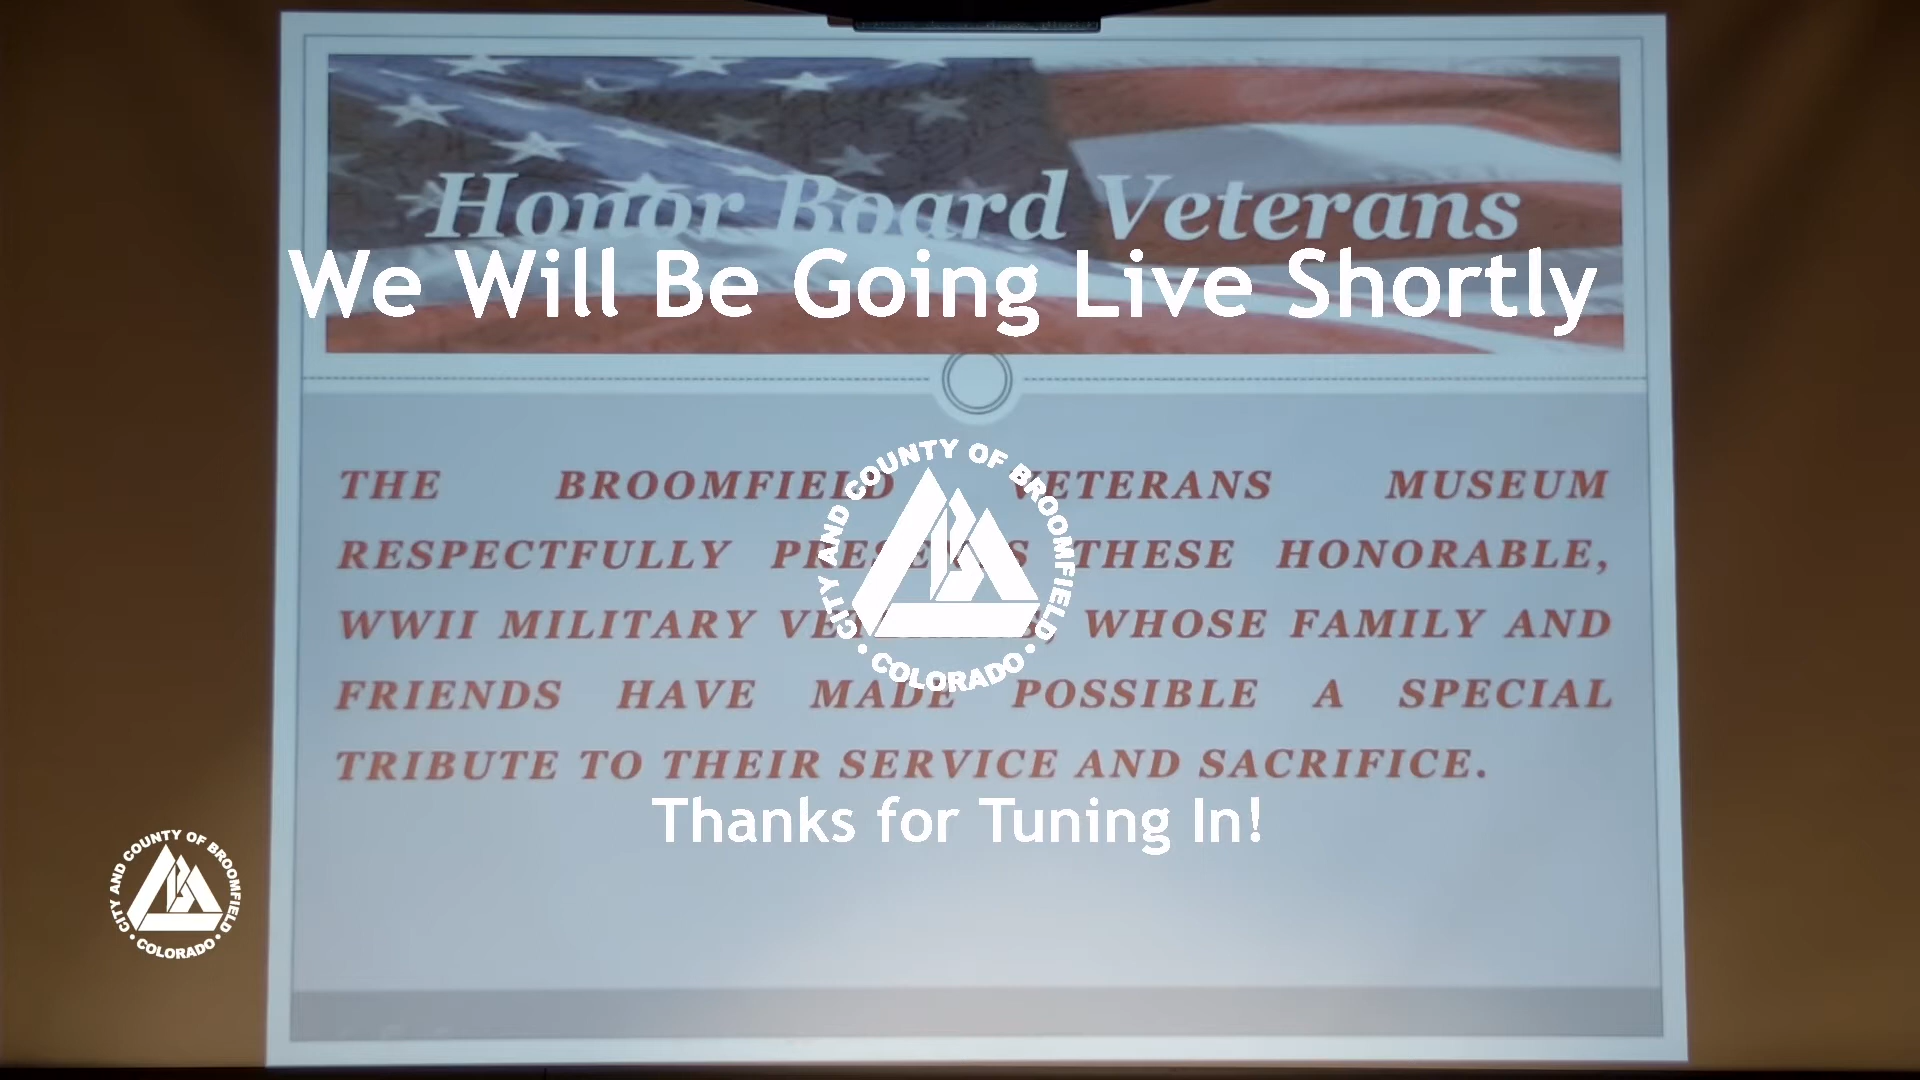 Honor Board Veterans
We Will Be Going Live Shortly
THE BROOMFIELD VETERANS MUSEUM
RESPECTFULLY PRESENTS THESE HONORABLE,
WWII MILITARY VETERANS, WHOSE FAMILY AND
FRIENDS HAVE MADE POSSIBLE A SPECIAL
TRIBUTE TO THEIR SERVICE AND SACRIFICE.
CITY AND COUNTY OF BROOMFIELD
• COLORADO •
Thanks for Tuning In!
CITY AND COUNTY OF BROOMFIELD
• COLORADO •